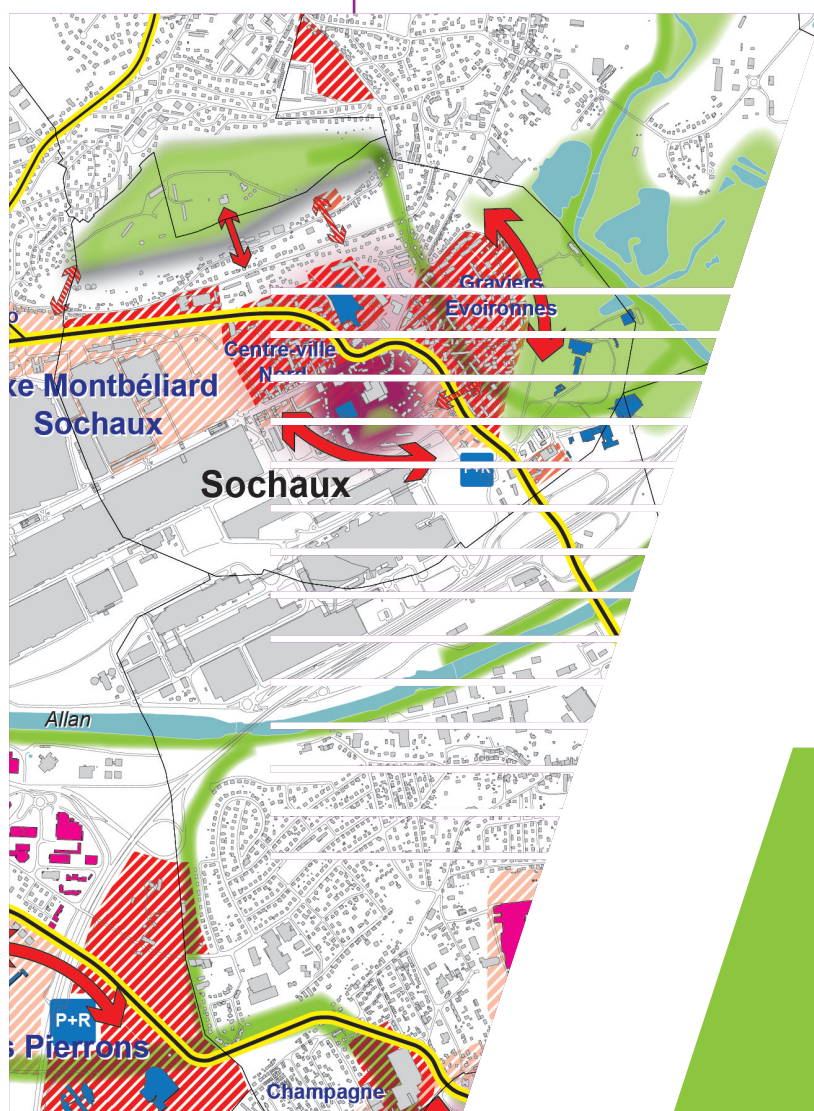 Graviers
Evoironnes
Centre-ville
Nord
xe Montbéliard
Sochaux
Sochaux
P+R
Allan
P+R
s Pierrons
Champagne